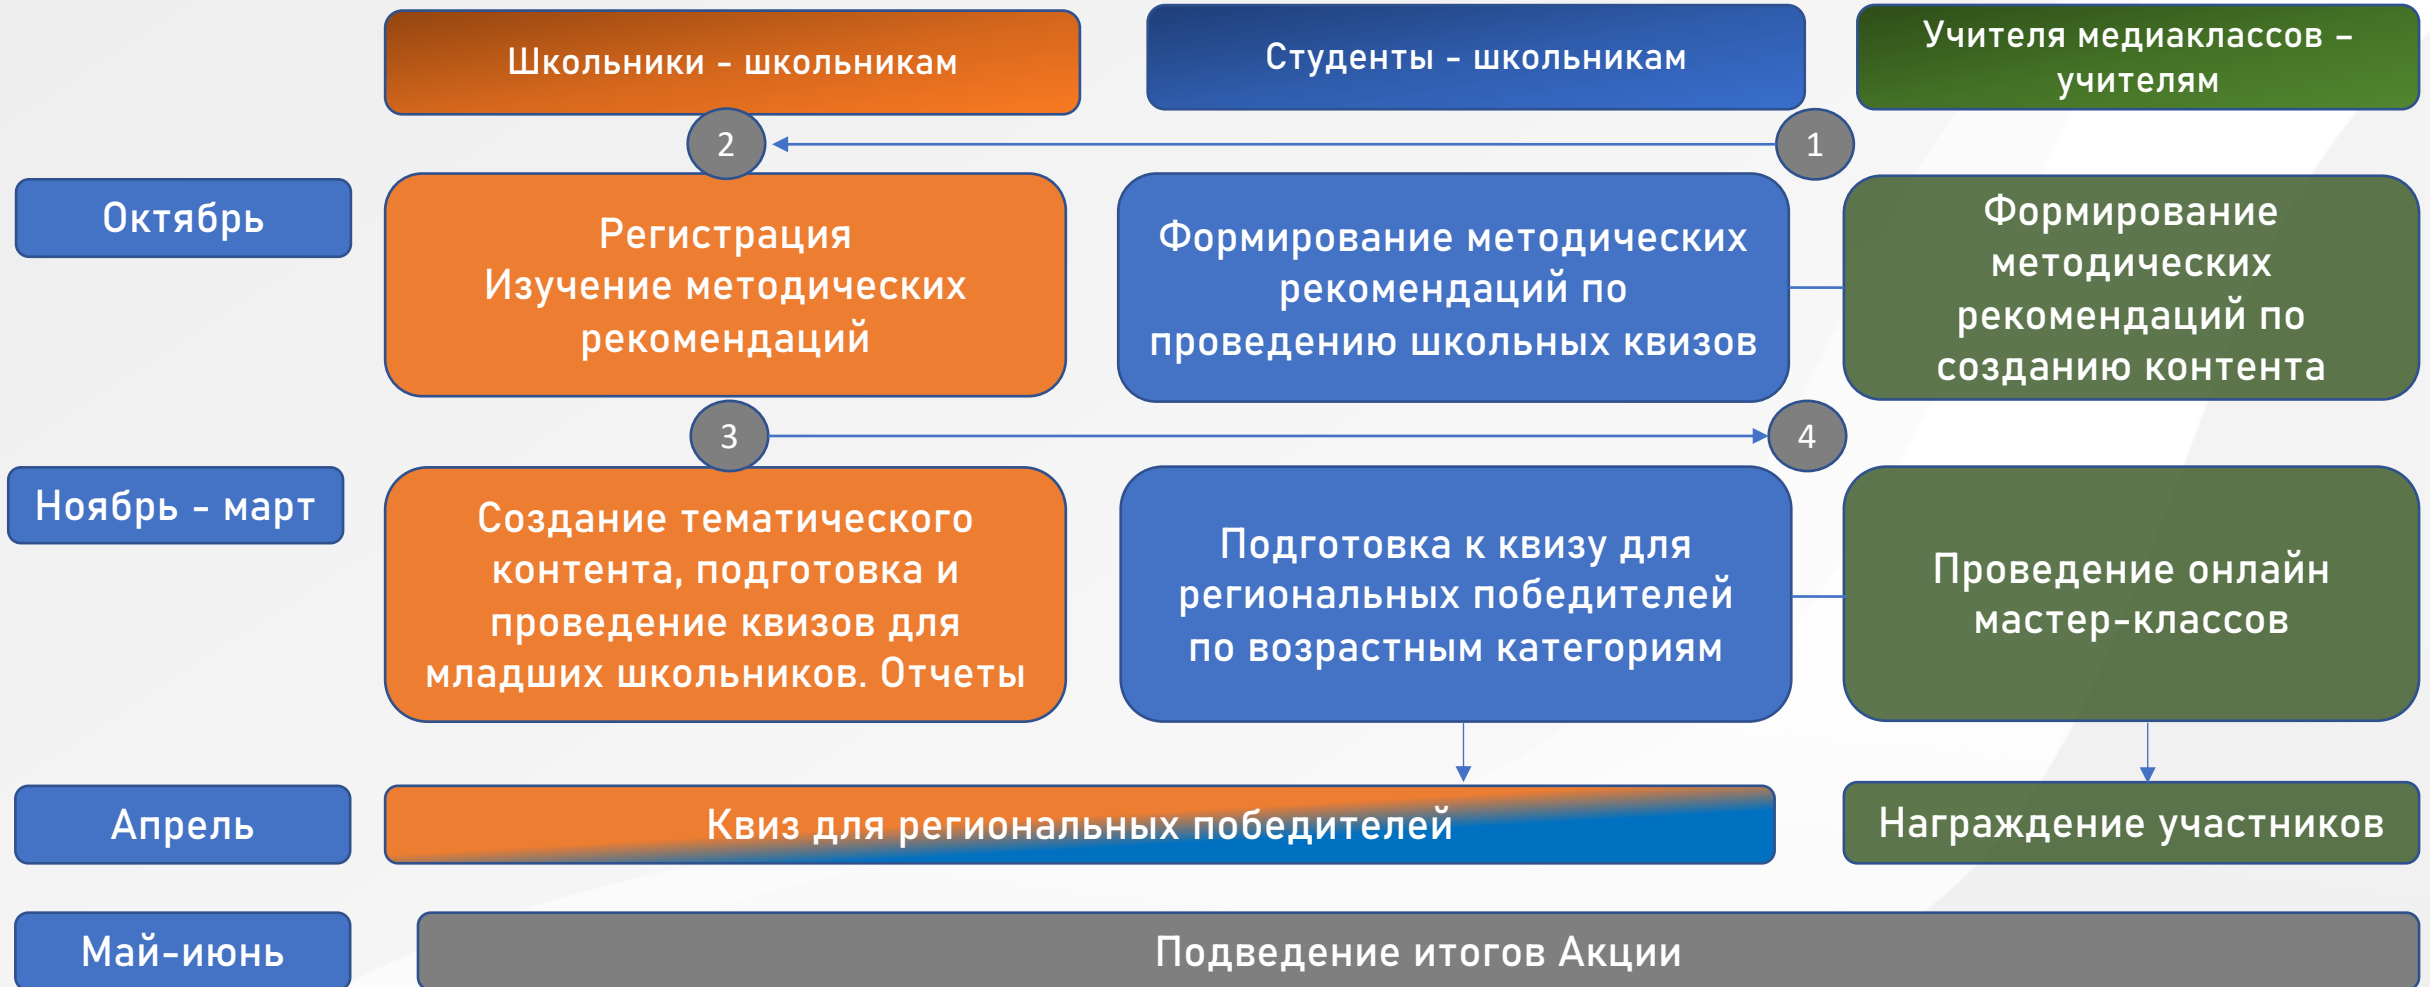 Школьники - школьникам
Студенты - школьникам
Учителя медиаклассов –
учителям
2
1
Октябрь
Регистрация
Изучение методических
рекомендаций
Формирование методических
рекомендаций по
проведению школьных квизов
Формирование
методических
рекомендаций по
созданию контента
3
4
Ноябрь - март
Создание тематического
контента, подготовка и
проведение квизов для
младших школьников. Отчеты
Подготовка к квизу для
региональных победителей
по возрастным категориям
Проведение онлайн
мастер-классов
Апрель
Квиз для региональных победителей
Награждение участников
Май-июнь
Подведение итогов Акции